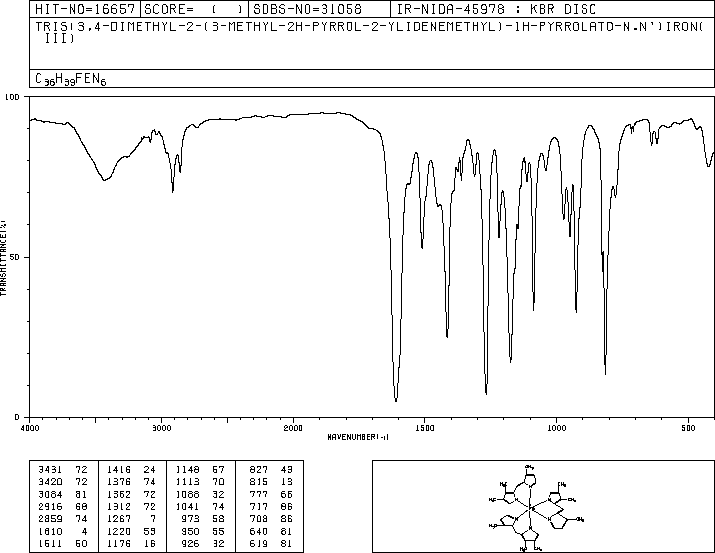 HIT-NO=16657 SCORE= ( ) SDBS-NO=31058 IR-NIDA-45978 : KBR DISC
TRIS(3,4-DIMETHYL-2-(3-METHYL-2H-PYRROL-2-YLIDENEMETHYL)-1H-PYRROLATO-N.N')IRON(
III)
C36H39FEN6
100
50
0
TRANSMITTANCE(%)
4000 3000 2000 1500 1000 500
WAVENUMBER(-1)
3431 72 1416 24 1148 67 827 49
3420 72 1376 74 1113 70 815 13
3084 81 1362 72 1088 32 777 66
2916 68 1312 72 1041 74 717 86
2859 74 1267 7 973 58 708 86
1610 4 1220 55 950 55 640 81
1511 50 1176 16 926 32 619 81